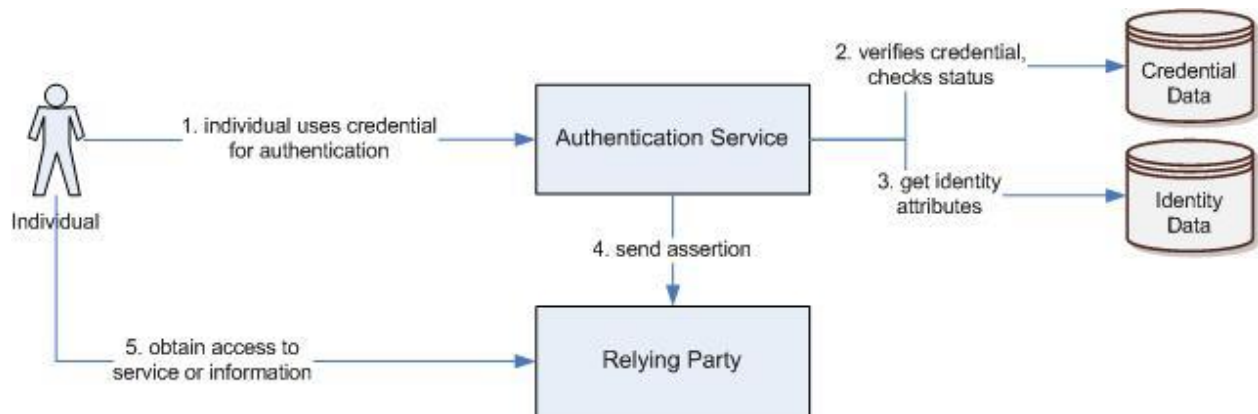 1. individual uses credential
for authentication
Individual
Authentication Service
2. verifies credential,
checks status
Credential
Data
3. get identity
attributes
Identity
Data
4. send assertion
5. obtain access to
service or information
Relying Party